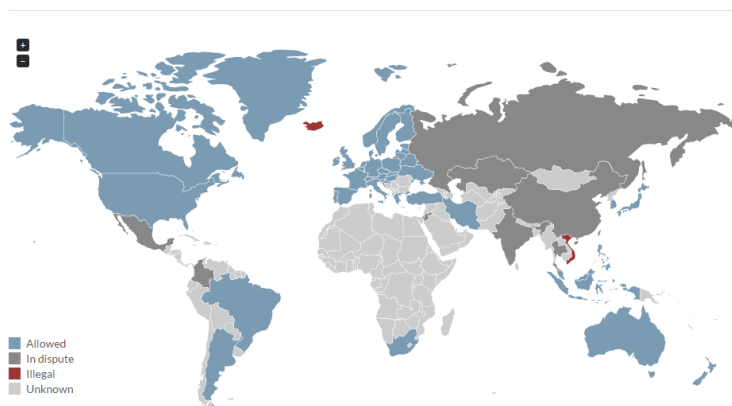 +
−
Allowed
In dispute
Illegal
Unknown